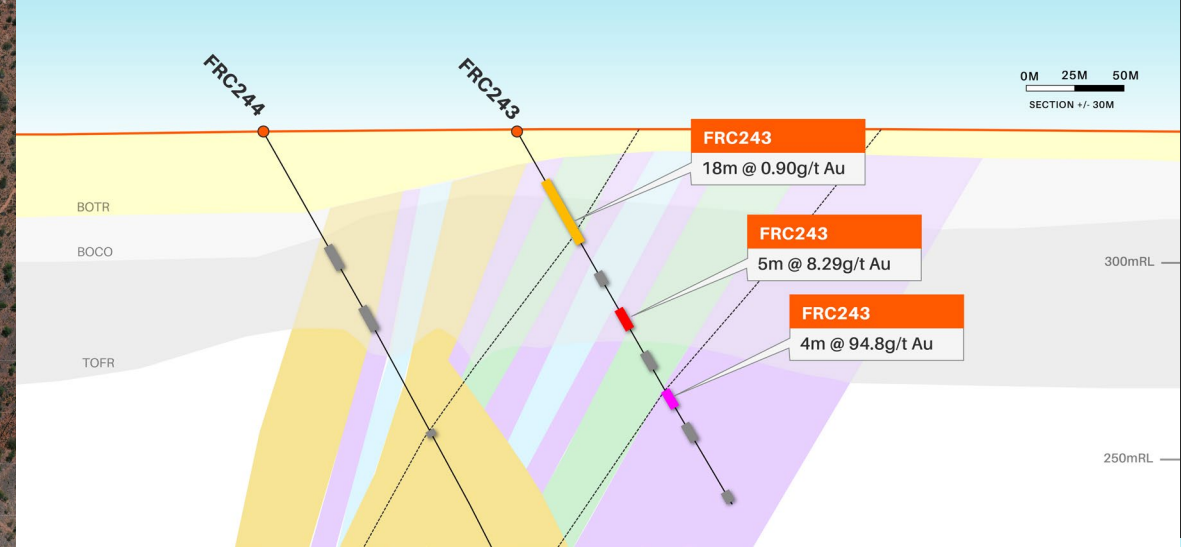 FRC244
FRC243
0M 25M 50M
SECTION +/- 30M
FRC243
18m @ 0.90g/t Au
BOTR
FRC243
BOCO
5m @ 8.29g/t Au
300mRL
FRC243
4m @ 94.8g/t Au
TOFR
250mRL